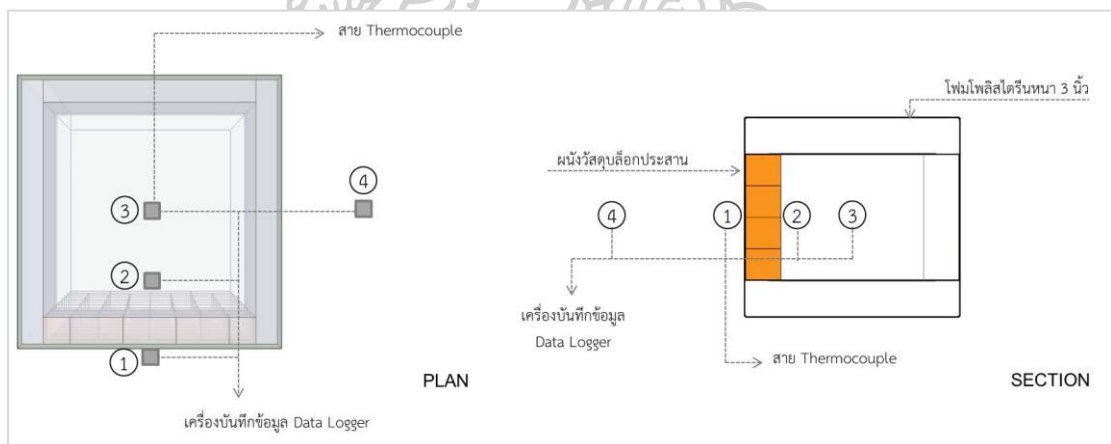 สาย Thermocouple
4
3
2
1
PLAN
เครื่องบันทึกข้อมูล Data Logger
โฟมโพลิสไตรีนหนา 3 นิ้ว
ผนังวัสดุบล็อกประสาน
4
1
2
3
เครื่องบันทึกข้อมูล
Data Logger
สาย Thermocouple
SECTION